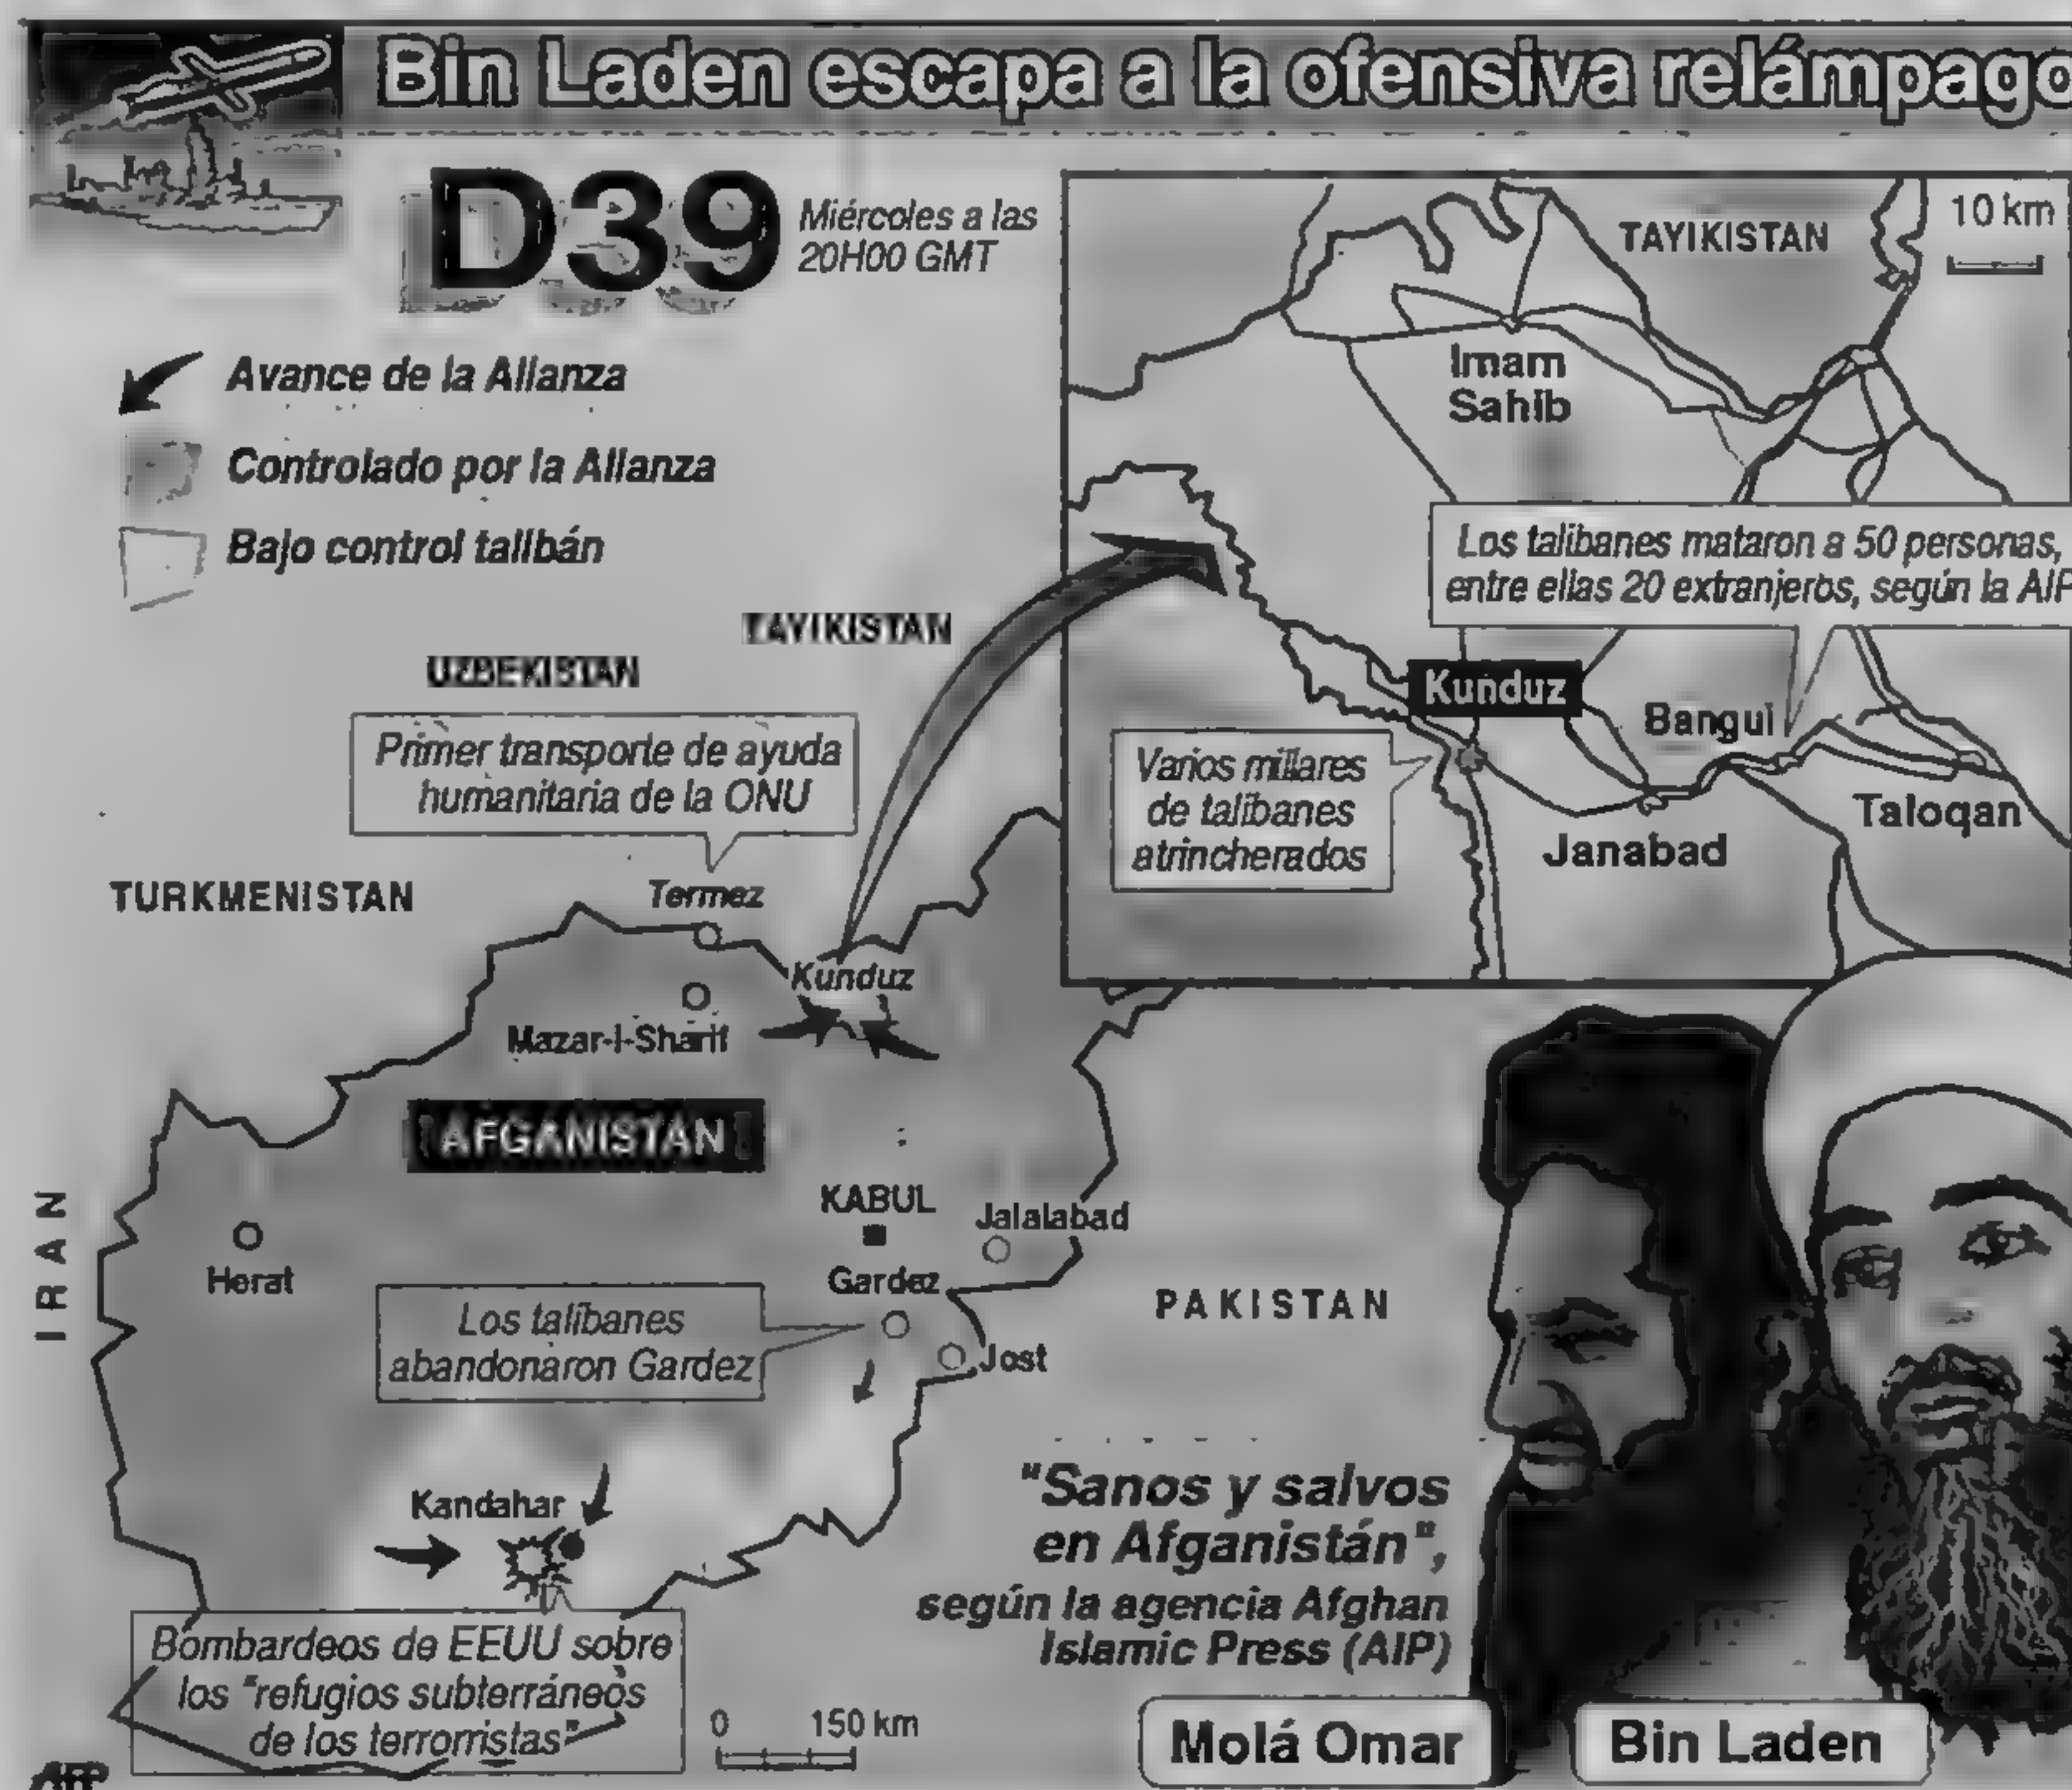 Bin Laden escapa a la ofensiva relámpago
D39
Miércoles a las
20H00 GMT
Avance de la Alianza
Controlado por la Alianza
Bajo control talibán
TAYIKISTAN
10 km
Imam
Sahib
Los talibanes mataron a 50 personas,
entre ellas 20 extranjeros, según la AIP
Kunduz
Bangui
Varios millares
de talibanes
atrincherados
Taloqan
Janabad
TAYIKISTAN
UZBEKISTAN
Primer transporte de ayuda
humanitaria de la ONU
TURKMENISTAN
Termez
Kunduz
Mazar-i-Sharif
AFGANISTAN
IRAN
KABUL
Jalalabad
Herat
Gardez
PAKISTAN
Los talibanes
abandonaron Gardez
Jost
Kandahar
"Sanos y salvos
en Afganistán",
según la agencia Afghan
Islamic Press (AIP)
Bombardeos de EEUU sobre
los "refugios subterráneos
de los terrorristas"
0 150 km
Molá Omar
Bin Laden
AFP